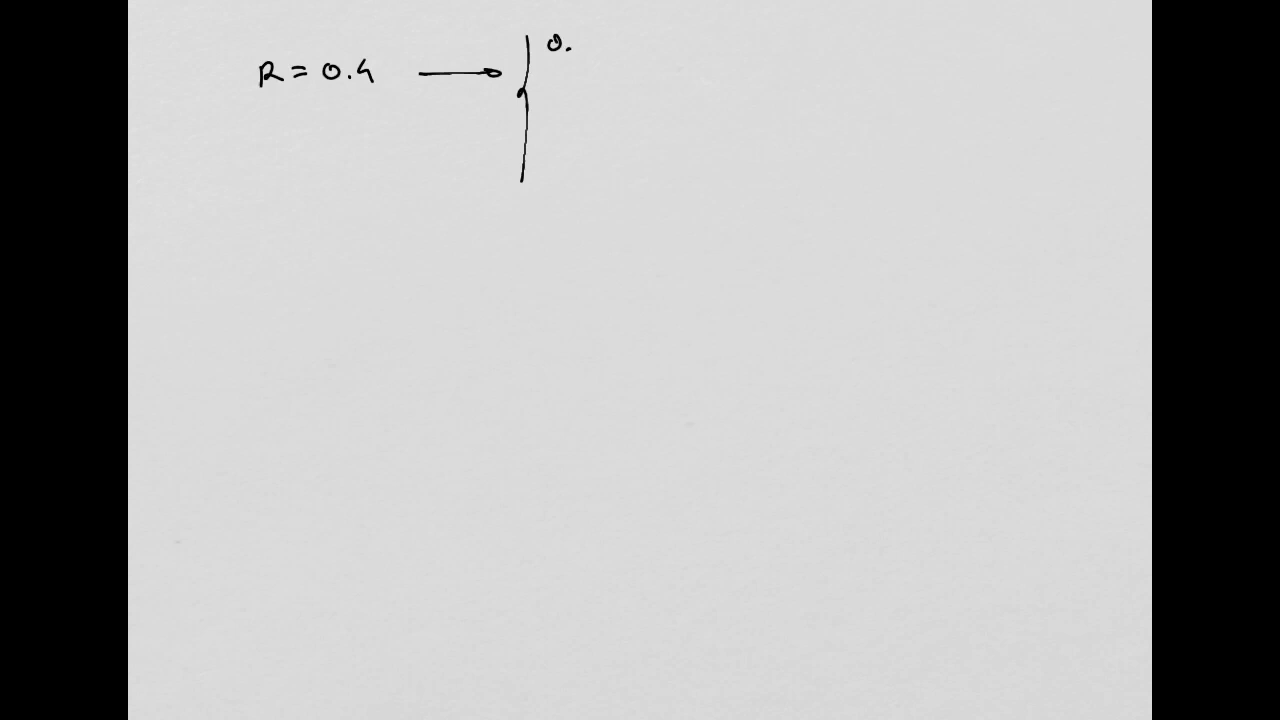 R = 0.4 → { 0.